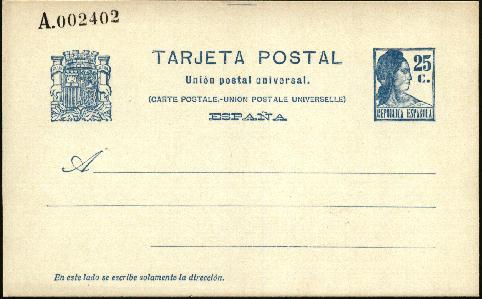 A.002402
TARJETA POSTAL
Unión postal universal.
(CARTE POSTALE.-UNION POSTALE UNIVERSELLE)
ESPAÑA
25
c.
REPUBLICA ESPAÑOLA
A
En este lado se escribe solamente la dirección.